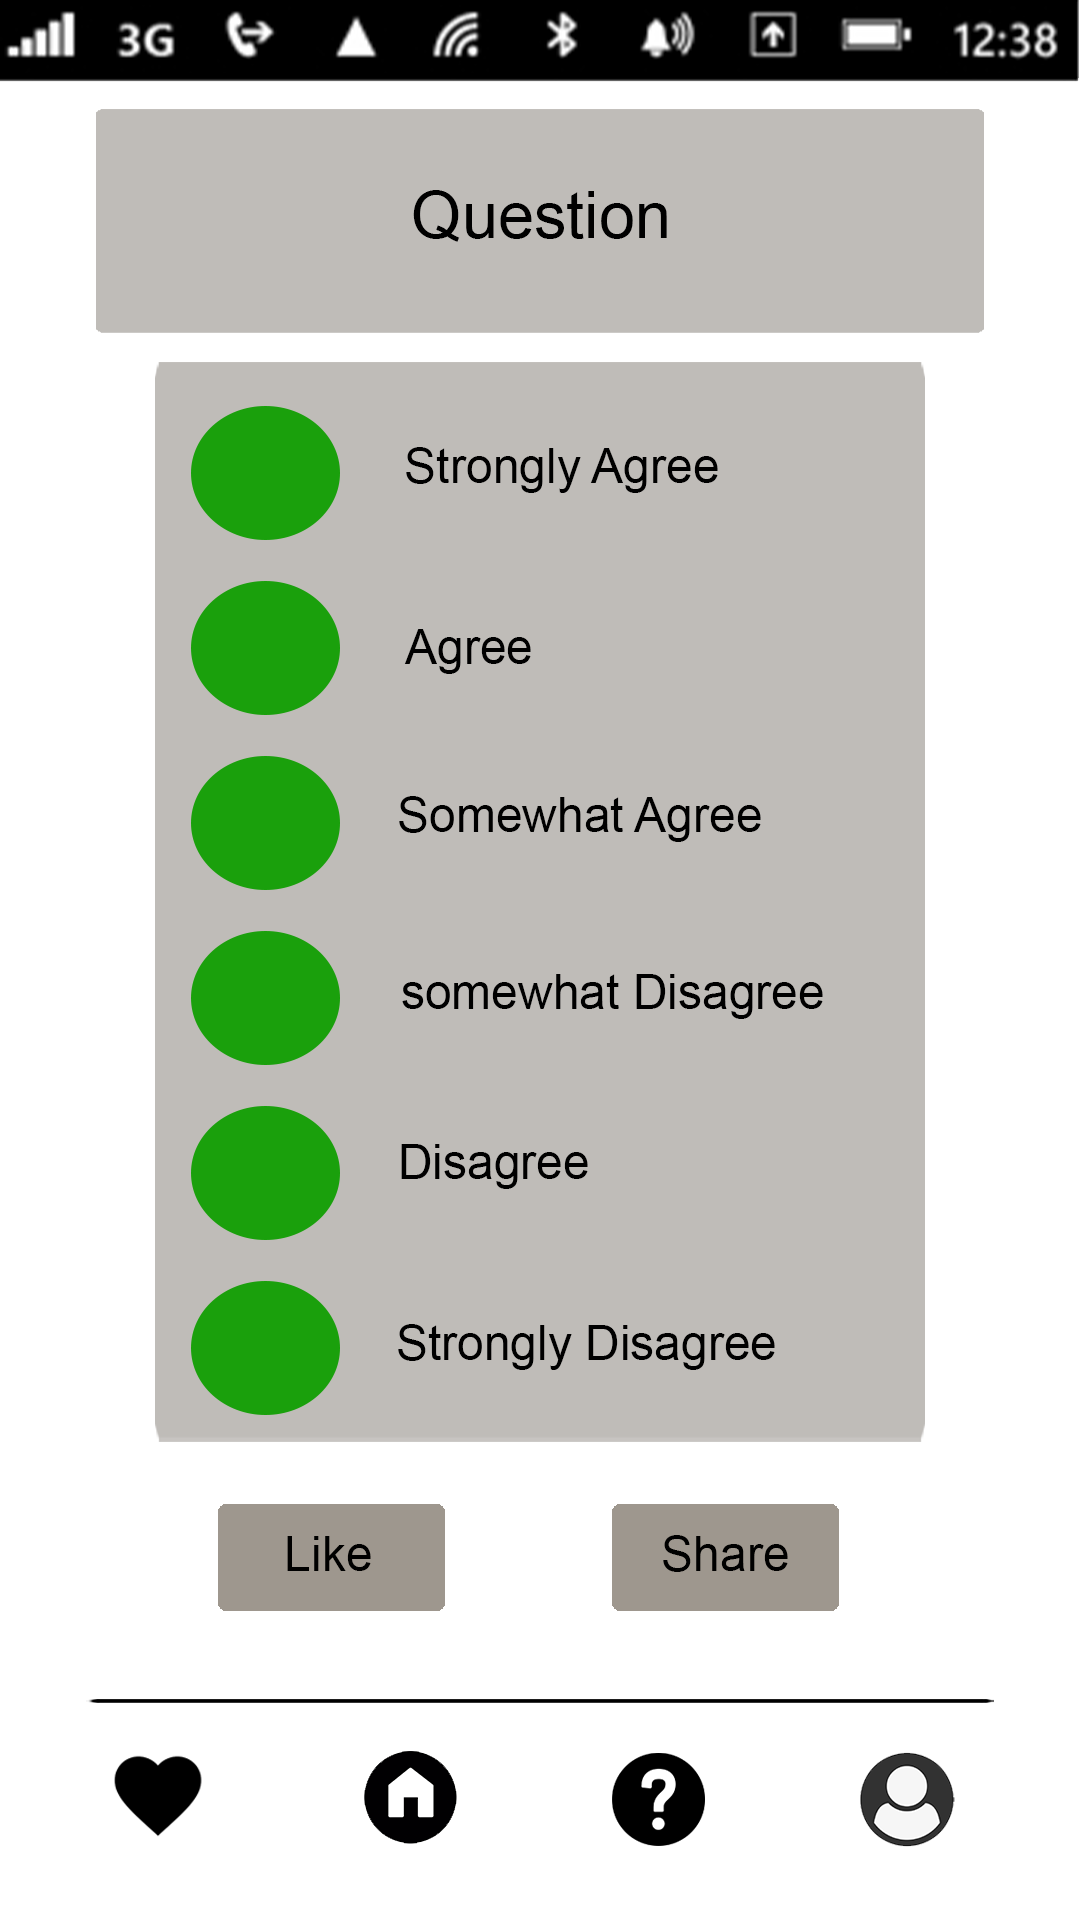 3G 12:38
Question
Strongly Agree
Agree
Somewhat Agree
somewhat Disagree
Disagree
Strongly Disagree
Like Share
?